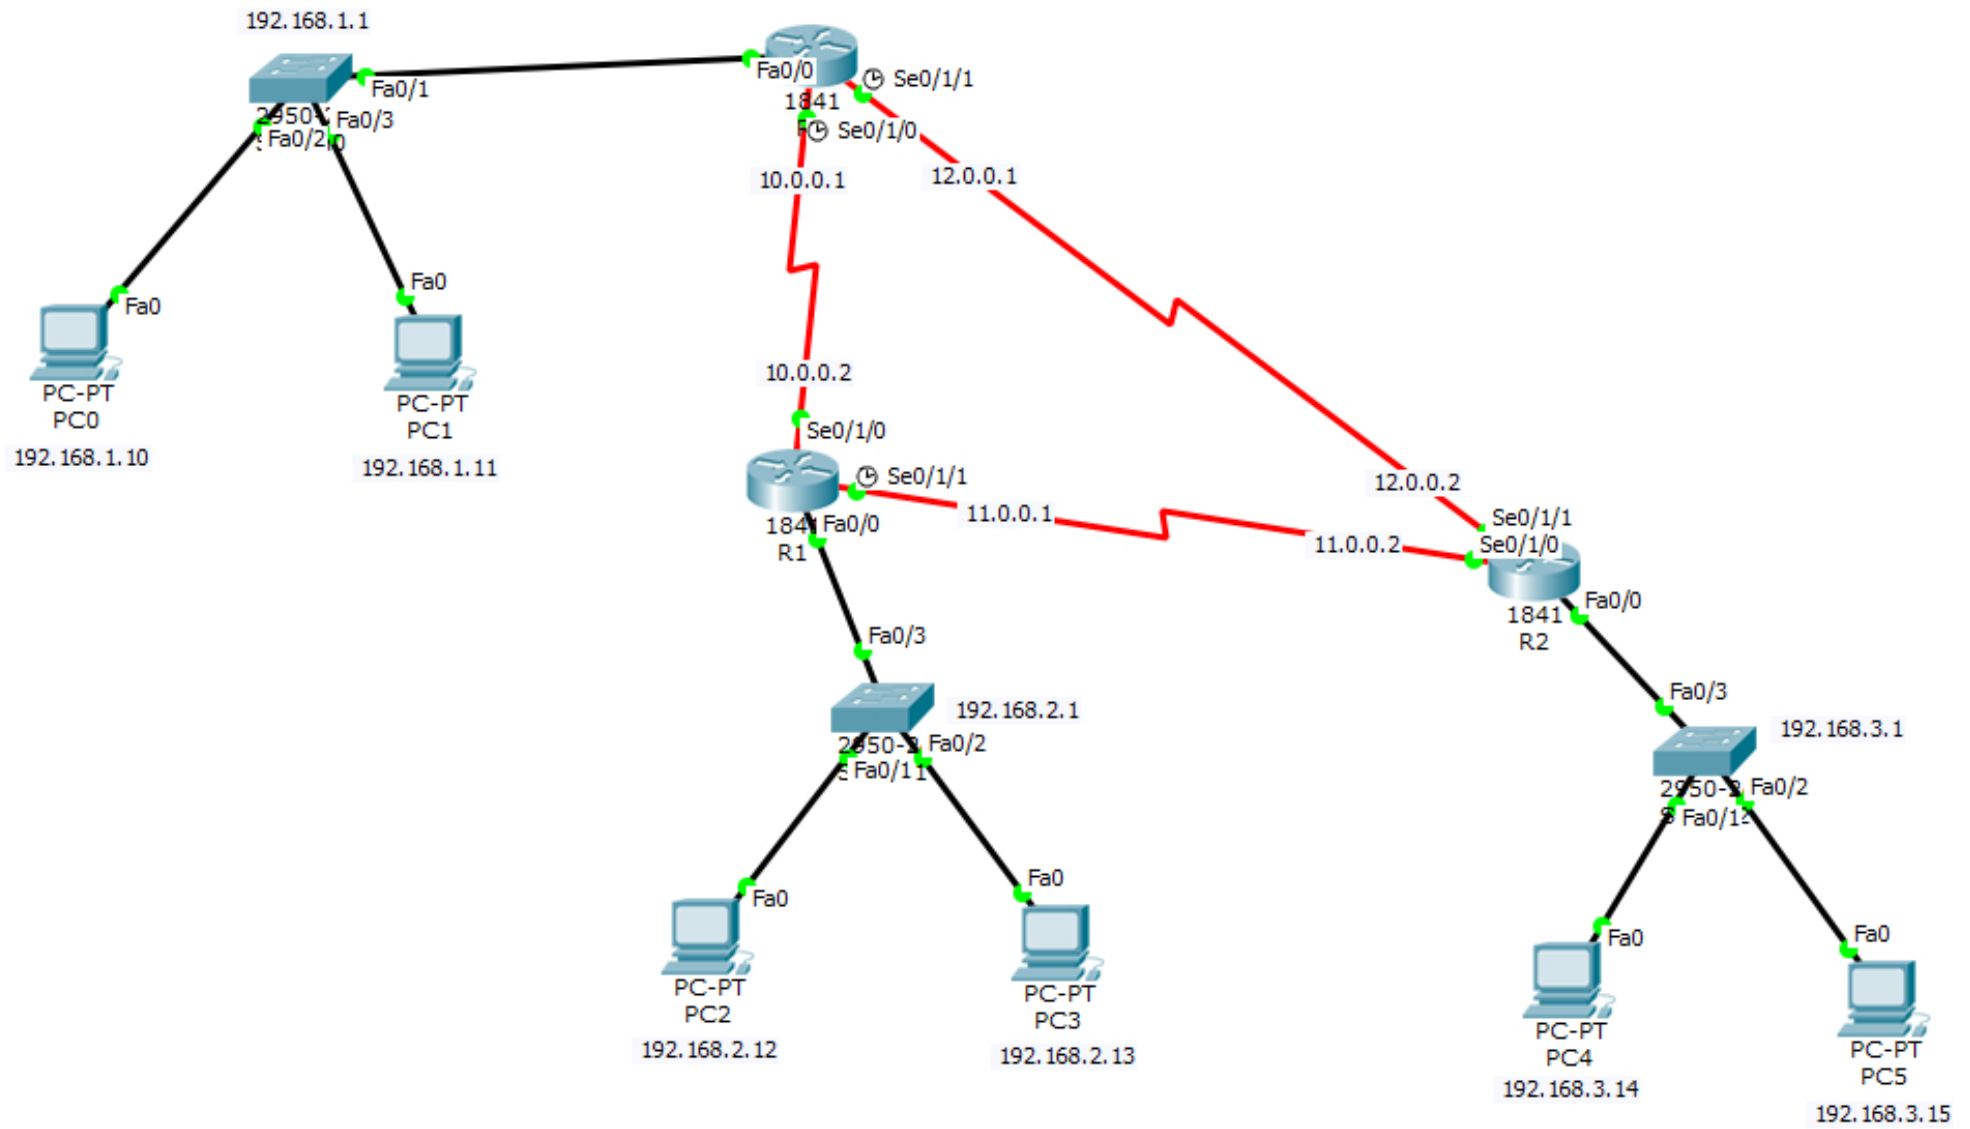 192.168.1.1
Fa0/1
Fa0/0
Se0/1/1
1841
Se0/1/0
2950-
Fa0/3
Fa0/2
10.0.0.1
12.0.0.1
Fa0
Fa0
PC-PT
PC0
192.168.1.10
PC-PT
PC1
192.168.1.11
10.0.0.2
Se0/1/0
Se0/1/1
11.0.0.1
Fa0/0
R1
12.0.0.2
Se0/1/1
Se0/1/0
11.0.0.2
1841
R2
Fa0/0
Fa0/3
192.168.2.1
Fa0/2
Fa0/1
Fa0
Fa0
PC-PT
PC2
192.168.2.12
PC-PT
PC3
192.168.2.13
Fa0/3
192.168.3.1
2950-
Fa0/2
Fa0/1
Fa0
Fa0
PC-PT
PC4
192.168.3.14
PC-PT
PC5
192.168.3.15